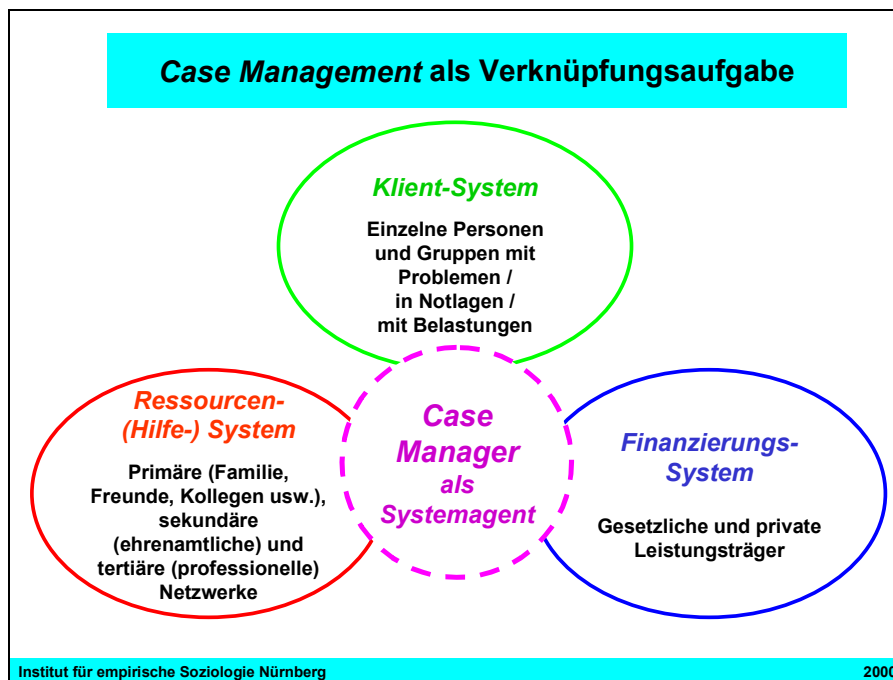 Case Management als Verknüpfungsaufgabe
Klient-System
Einzelne Personen
und Gruppen mit
Problemen /
in Notlagen /
mit Belastungen
Ressourcen-
(Hilfe-) System
Primäre (Familie,
Freunde, Kollegen usw.),
sekundäre
(ehrenamtliche) und
tertiäre (professionelle)
Netzwerke
Case
Manager
als
Systemagent
Finanzierungs-
System
Gesetzliche und private
Leistungsträger
Institut für empirische Soziologie Nürnberg
2000